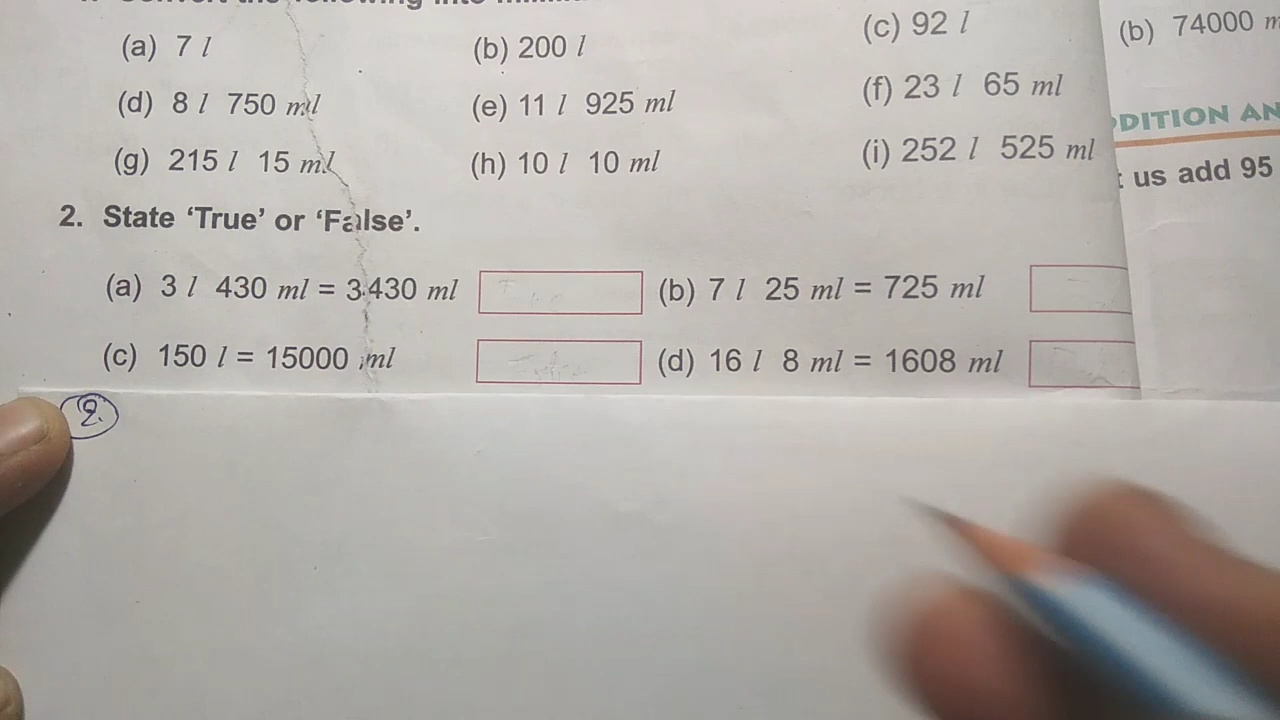 (a) 7 l (b) 200 l (c) 92 l
(d) 8 l 750 ml (e) 11 l 925 ml (f) 23 l 65 ml
(g) 215 l 15 ml (h) 10 l 10 ml (i) 252 l 525 ml
2. State ‘True’ or ‘False’.
(a) 3 l 430 ml = 3430 ml (b) 7 l 25 ml = 725 ml
(c) 150 l = 15000 ml (d) 16 l 8 ml = 1608 ml
2.
(b) 74000
us add 95